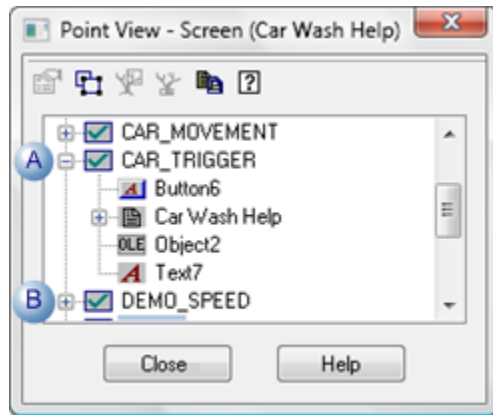 Point View - Screen (Car Wash Help)
CAR_MOVEMENT
A CAR_TRIGGER
A Button6
Car Wash Help
OLE Object2
A Text7
B DEMO_SPEED
Close Help